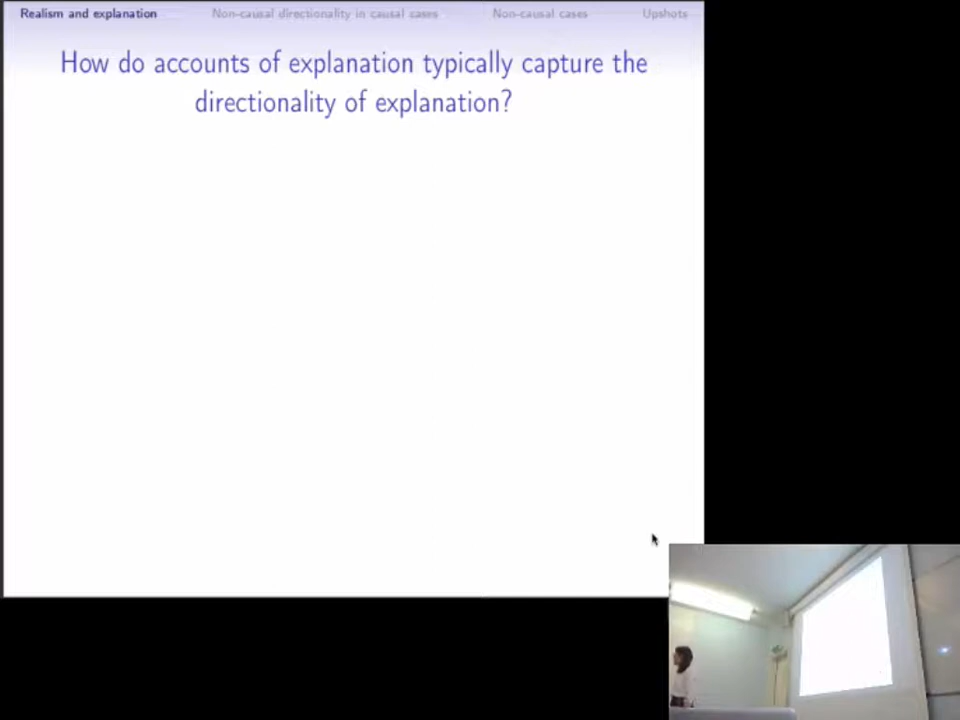 Realism and explanation Non-causal directionality in causal cases Non-causal cases Upshots
How do accounts of explanation typically capture the
directionality of explanation?